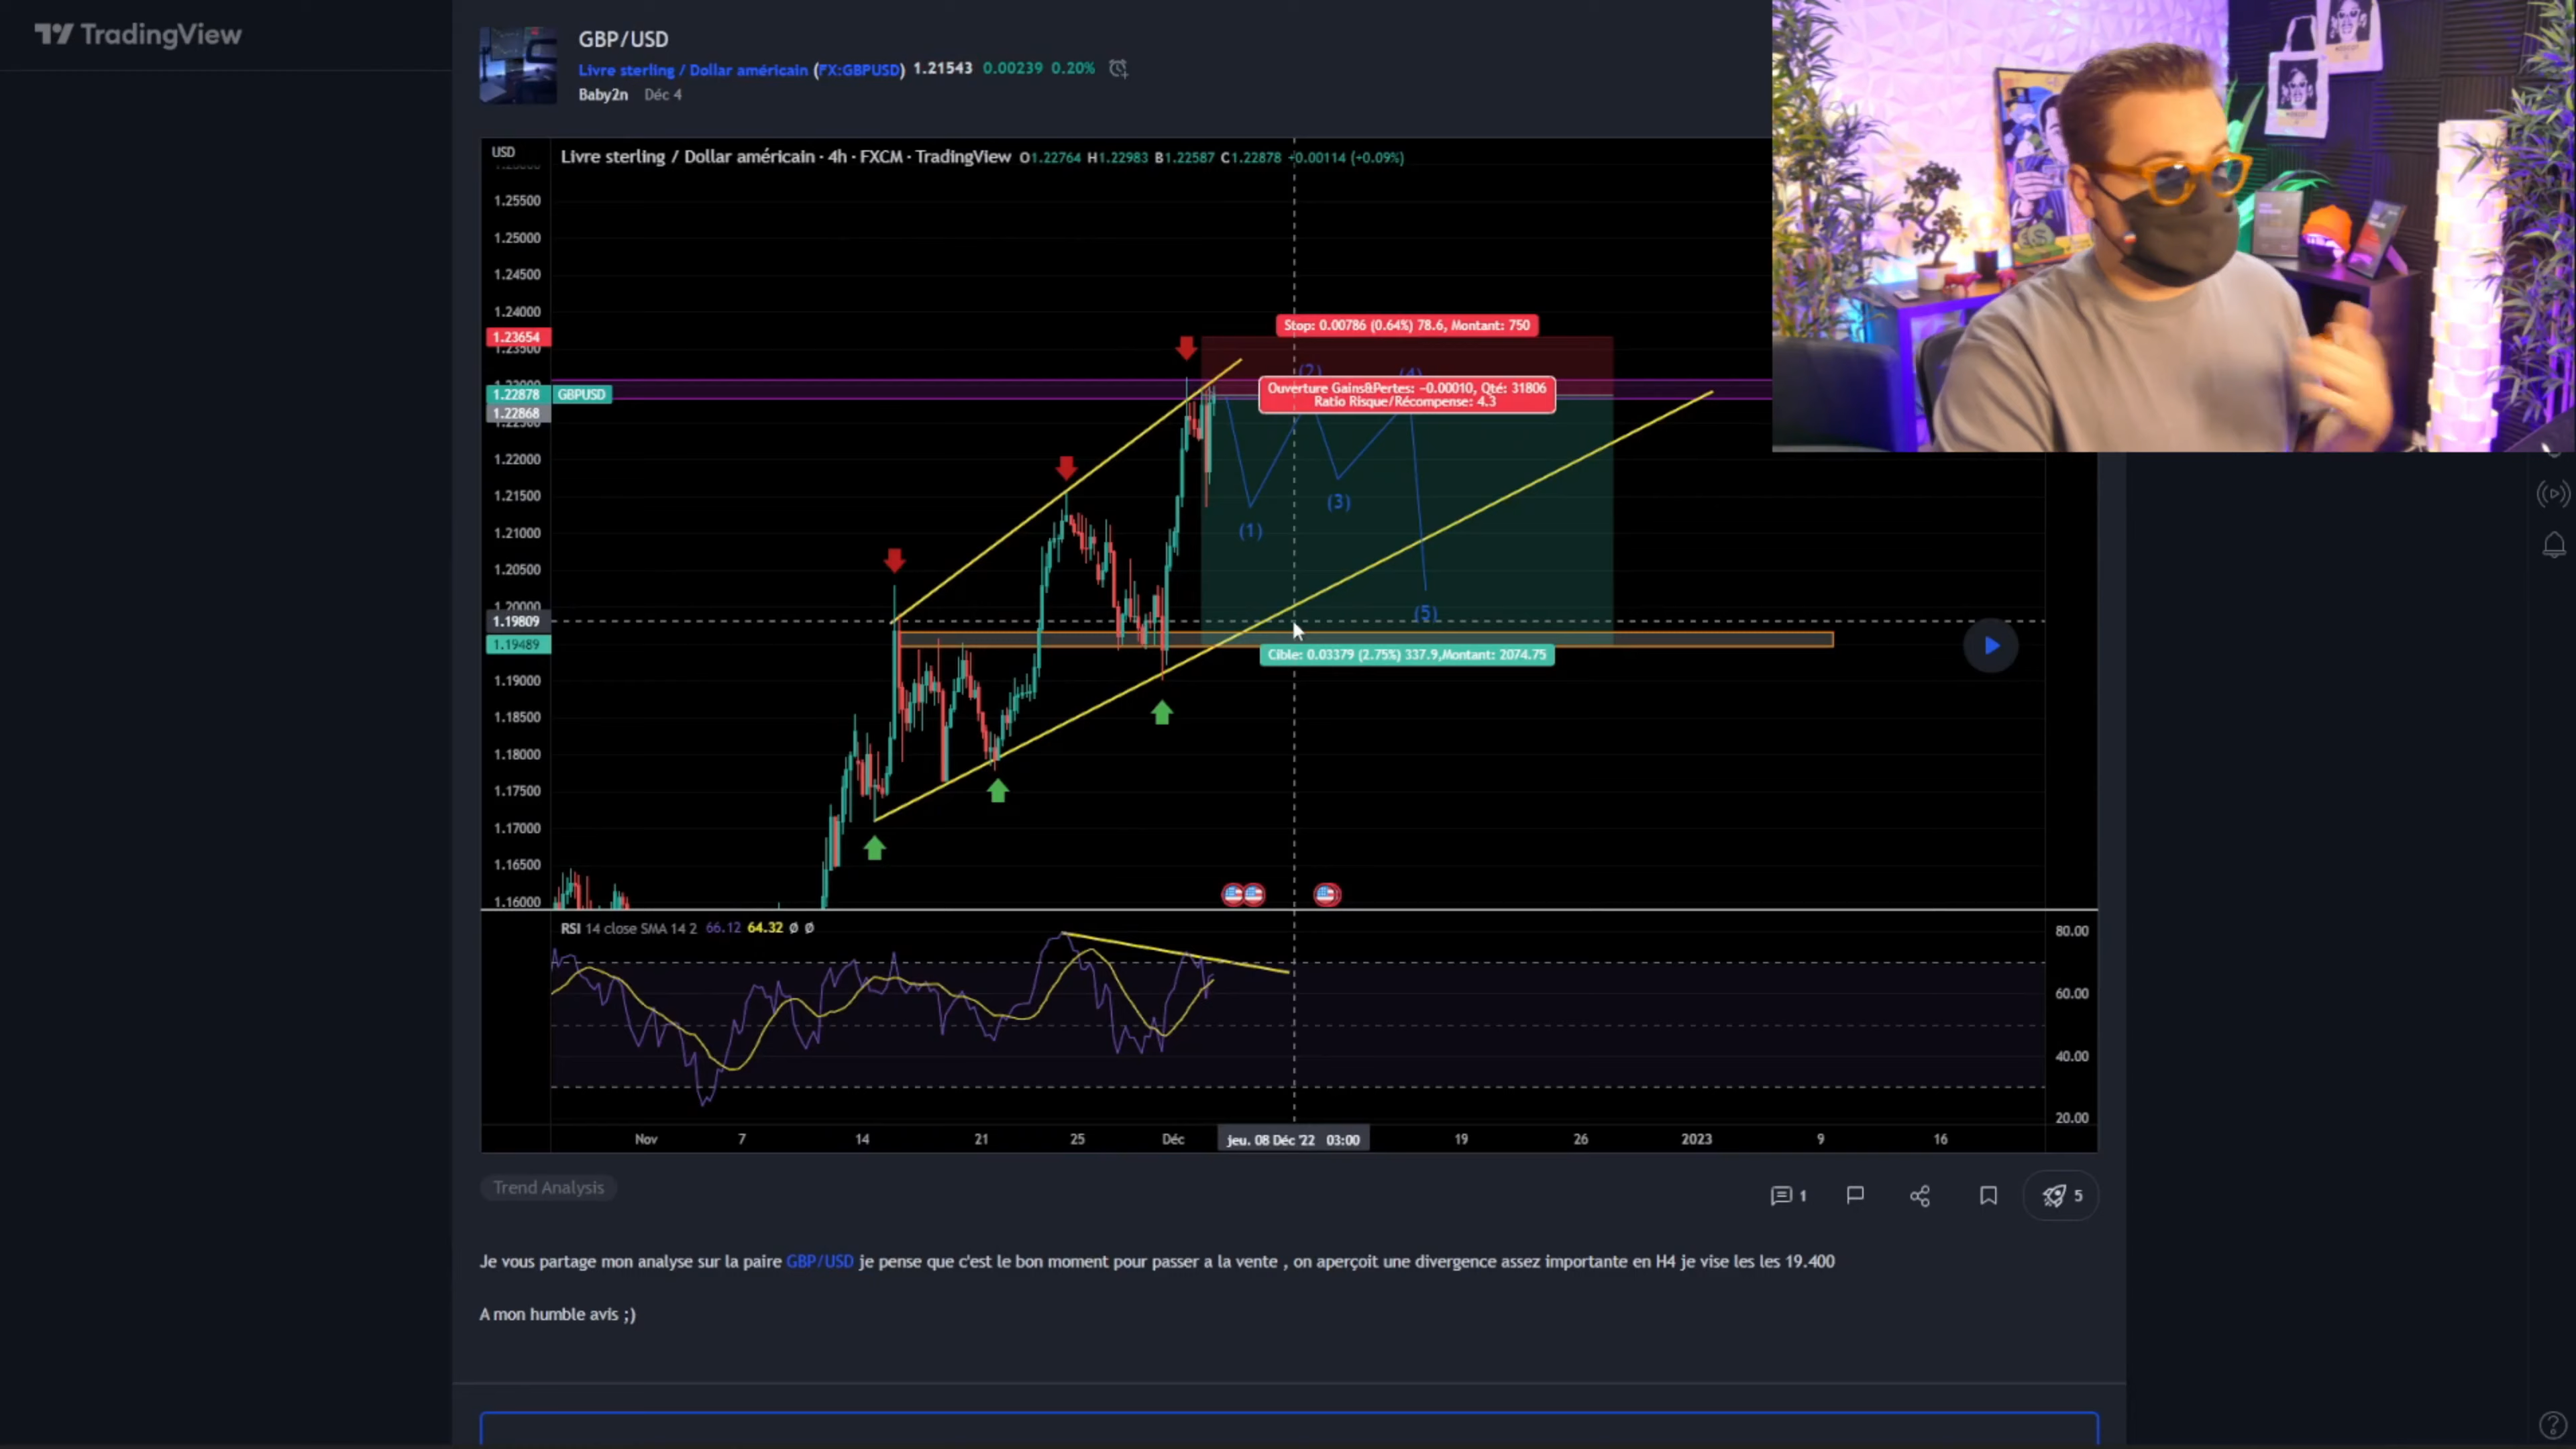 TradingView
GBP/USD
Livre sterling / Dollar américain (FX:GBPUSD) 1.21543 0.00239 0.20%
Baby2n Déc 4
USD
Livre sterling / Dollar américain · 4h · FXCM · TradingView O1.22764 H1.22983 B1.22587 C1.22878 +0.00114 (+0.09%)
1.25500
1.25000
1.24500
1.24000
1.23654
1.23500
1.23000
1.22878 GBPUSD
1.22868
1.22500
1.22000
1.21500
1.21000
1.20500
1.20000
1.19809
1.19489
1.19000
1.18500
1.18000
1.17500
1.17000
1.16500
1.16000
Stop: 0.00786 (0.64%) 78.6, Montant: 750
(2) (4)
Ouverture Gains&Pertes: −0.00010, Qté: 31806
Ratio Risque/Récompense: 4.3
(1)
(3)
(5)
Cible: 0.03379 (2.75%) 337.9,Montant: 2074.75
RSI 14 close SMA 14 2 66.12 64.32 Ø Ø
80.00
60.00
40.00
20.00
Nov 7 14 21 25 Déc jeu. 08 Déc '22 03:00 19 26 2023 9 16
Trend Analysis
1
5
Je vous partage mon analyse sur la paire GBP/USD je pense que c'est le bon moment pour passer a la vente , on aperçoit une divergence assez importante en H4 je vise les les 19.400
A mon humble avis ;)